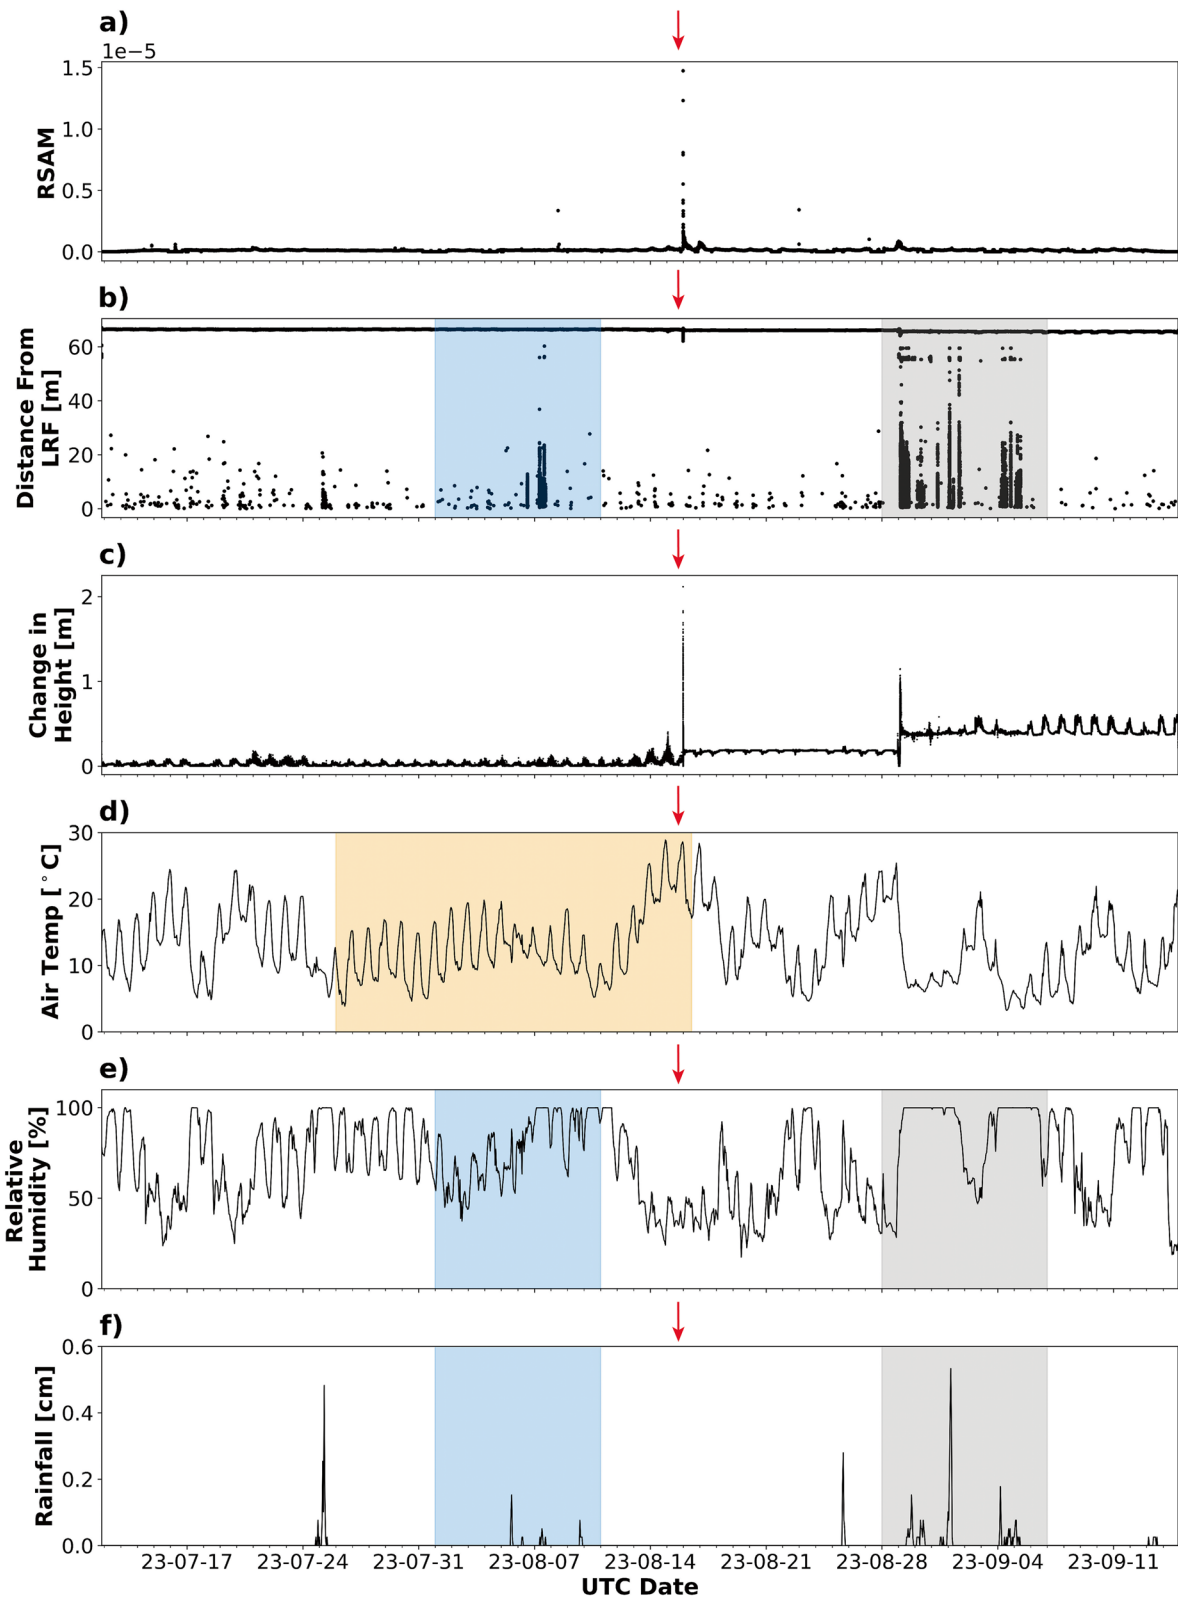 a)
1e−5
1.5
1.0
0.5
0.0
RSAM
b)
60
40
20
0
Distance From
LRF [m]
c)
2
1
0
Change in
Height [m]
d)
30
20
10
0
Air Temp [°C]
e)
100
50
0
Relative
Humidity [%]
f)
0.6
0.4
0.2
0.0
Rainfall [cm]
23-07-17 23-07-24 23-07-31 23-08-07 23-08-14 23-08-21 23-08-28 23-09-04 23-09-11
UTC Date